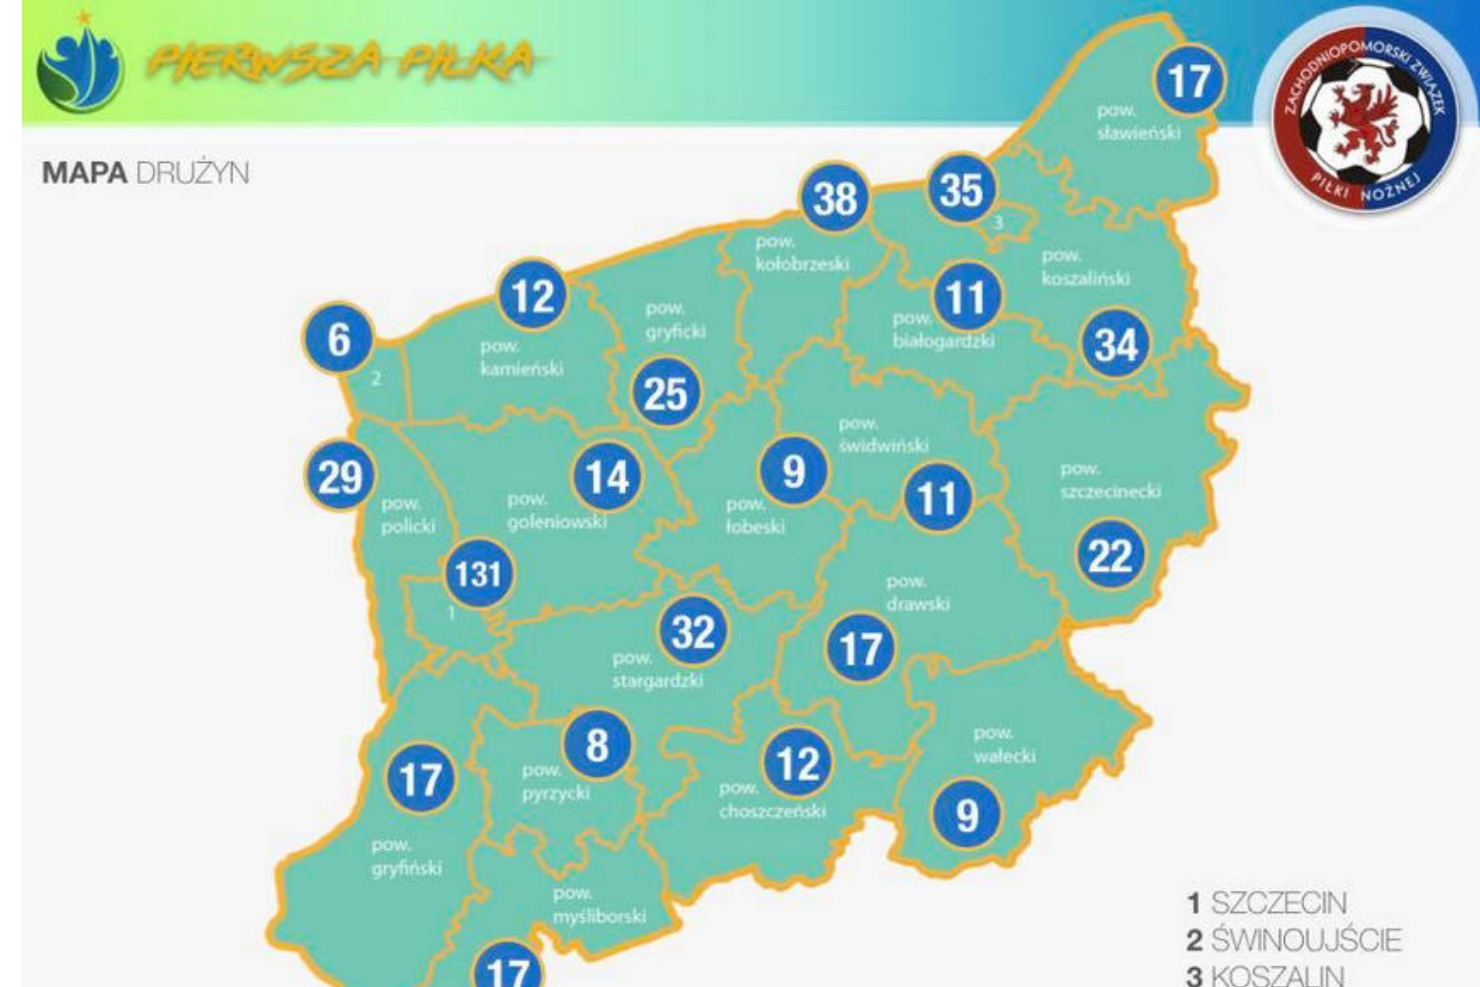 PIERWSZA PIŁKA
ZACHODNIOPOMORSKI ZWIĄZEK
PIŁKI NOŻNEJ
MAPA DRUŻYN
17
pow.
sławieński
38
35
3
pow.
kołobrzeski
pow.
koszaliński
12
11
6
pow.
gryficki
pow.
białogardzki
34
2
pow.
kamieński
25
pow.
świdwiński
29
14
9
11
pow.
szczecinecki
pow.
policki
pow.
goleniowski
pow.
łobeski
22
131
1
pow.
drawski
32
17
pow.
stargardzki
8
pow.
wałecki
17
pow.
pyrzycki
12
pow.
choszczeński
9
pow.
gryfiński
pow.
myśliborski
17
1 SZCZECIN
2 ŚWINOUJŚCIE
3 KOSZALIN